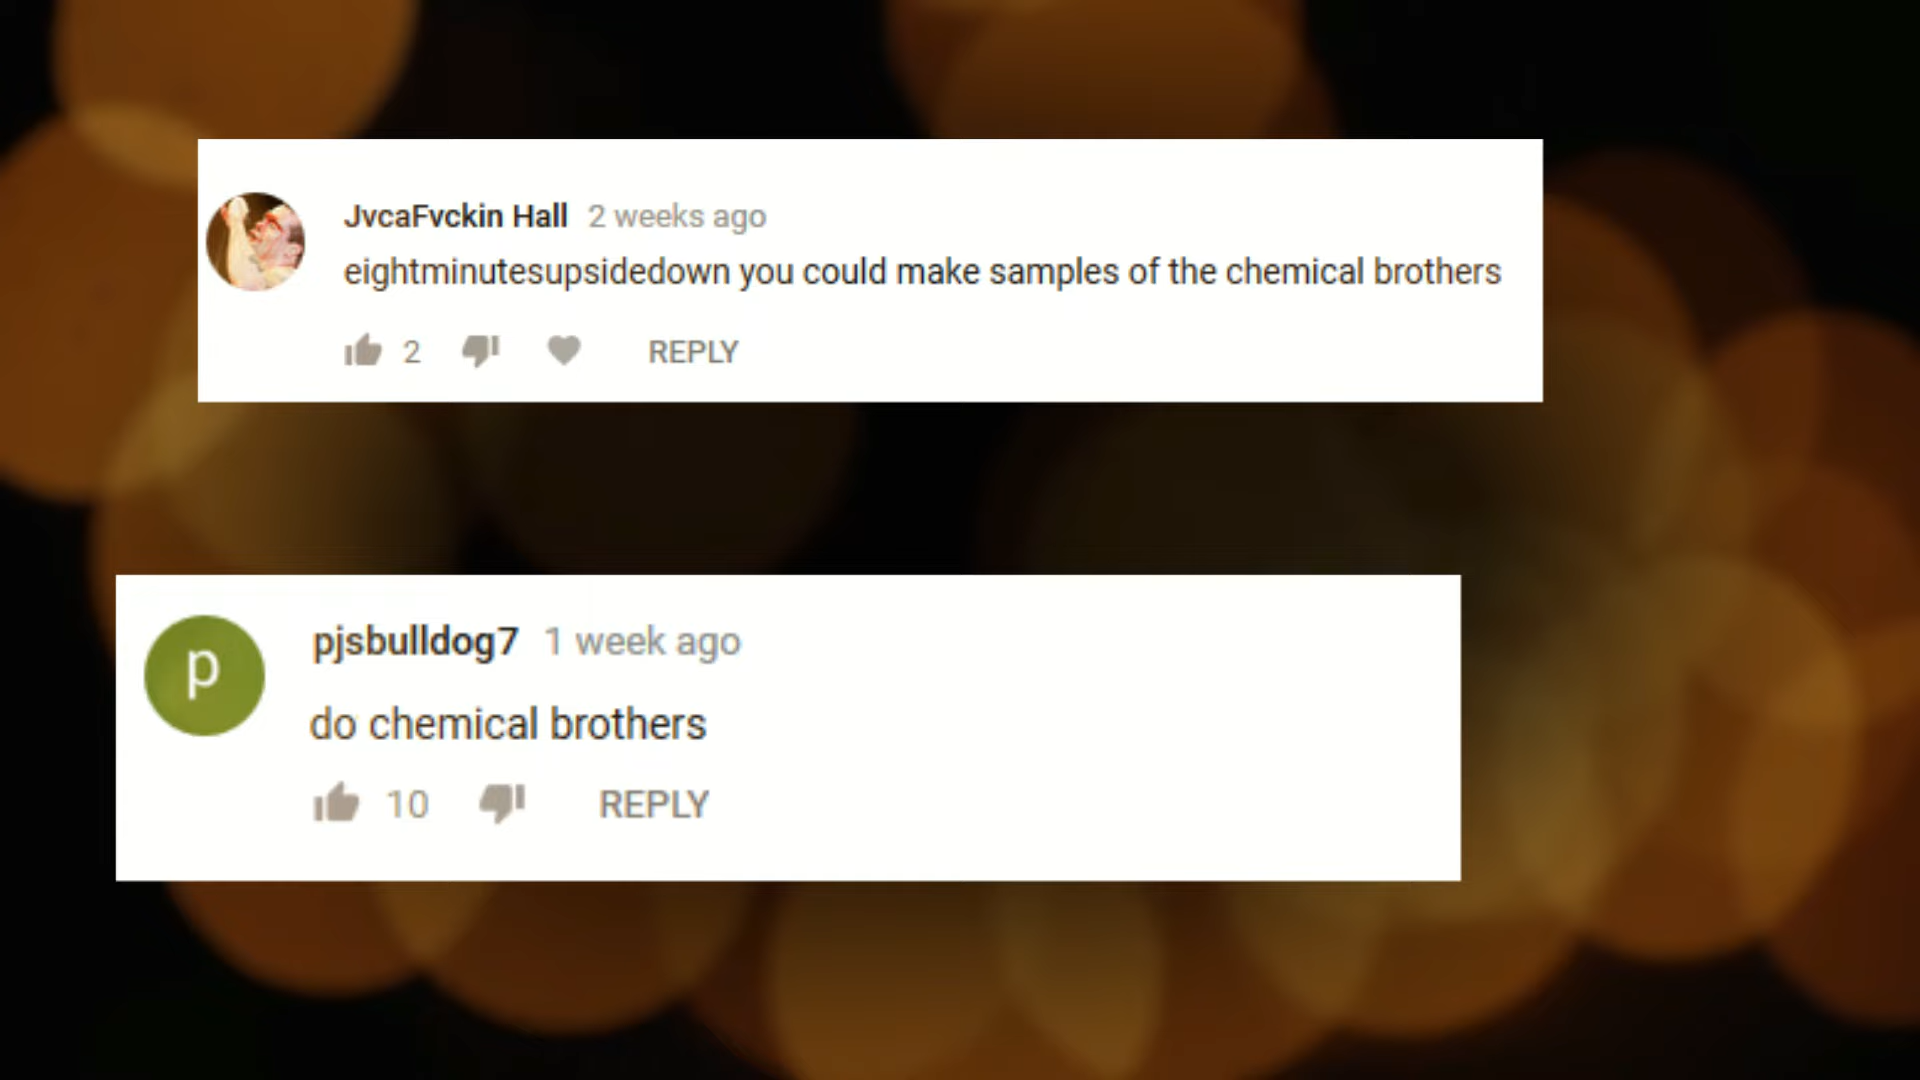 JvcaFvckin Hall 2 weeks ago
eightminutesupsidedown you could make samples of the chemical brothers
2 REPLY
p
pjsbulldog7 1 week ago
do chemical brothers
10 REPLY